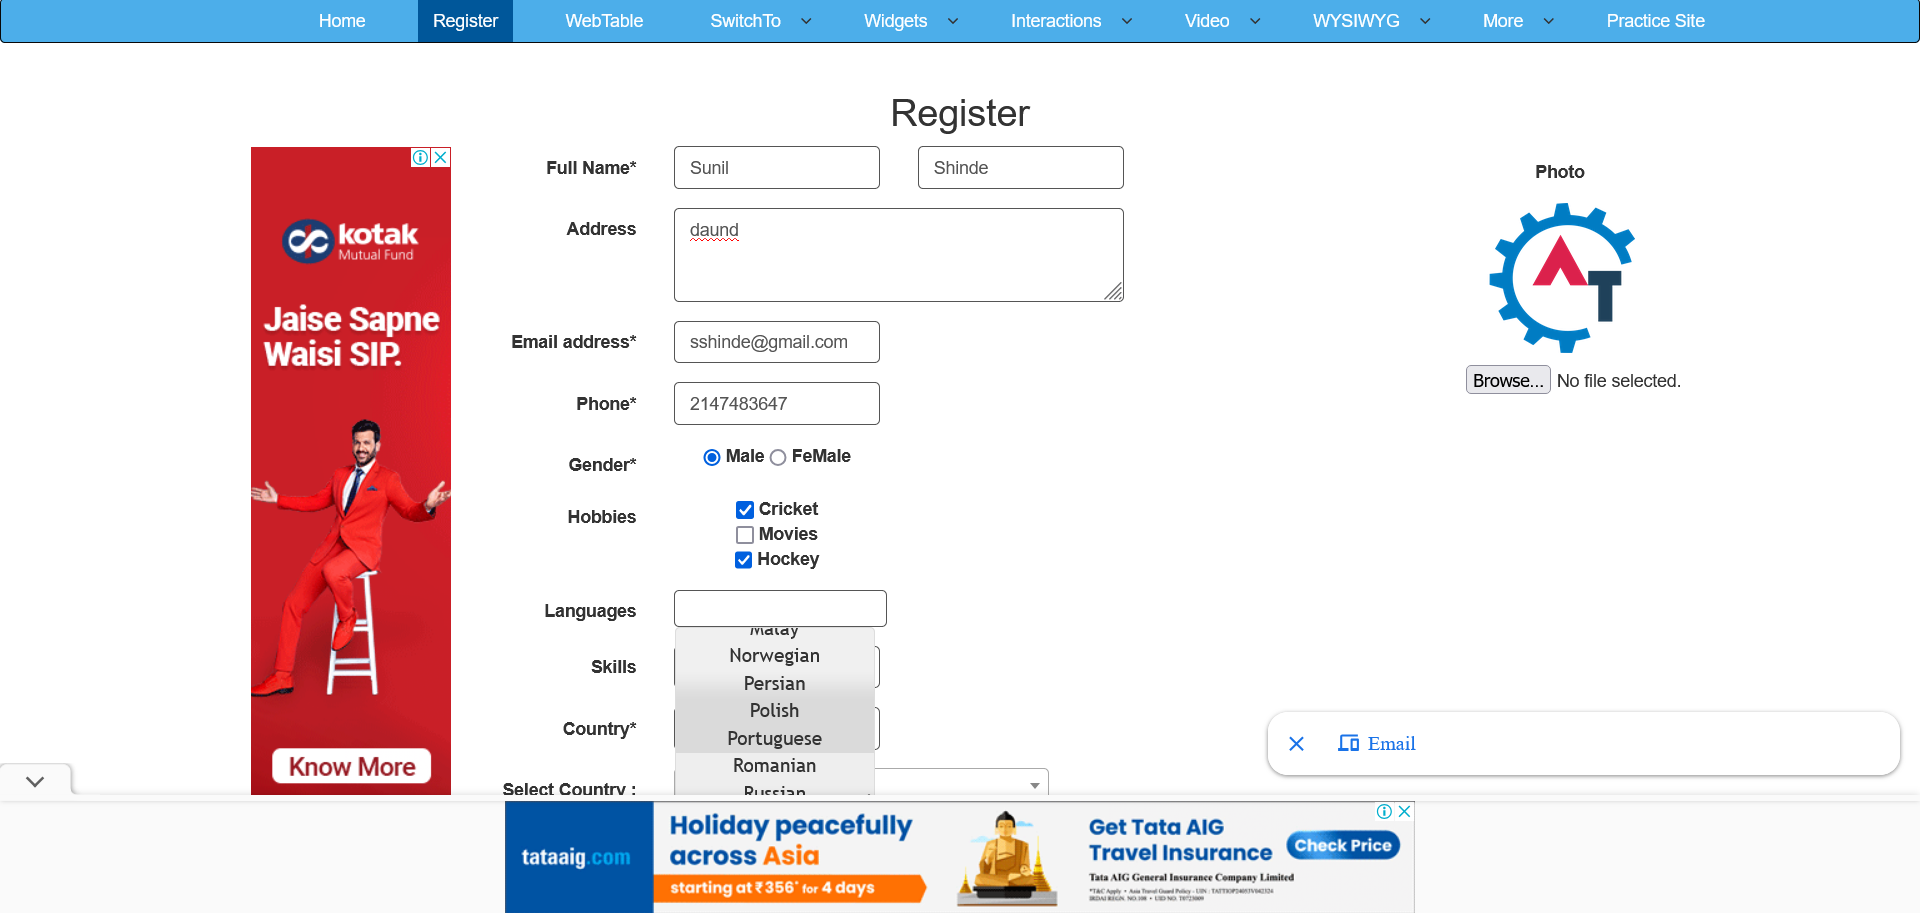 Home Register WebTable SwitchTo Widgets Interactions Video WYSIWYG More Practice Site
Register
Full Name* Sunil Shinde
Photo
Address daund
Email address* sshinde@gmail.com
Browse... No file selected.
Phone* 2147483647
Gender* Male FeMale
Hobbies Cricket
Movies
Hockey
Languages
Malay
Norwegian
Skills
Persian
Polish
Country*
Portuguese
Romanian
Select Country :
Russian
kotak
Mutual Fund
Jaise Sapne
Waisi SIP.
Know More
Email
tataaig.com
Holiday peacefully
across Asia
starting at ₹356* for 4 days
Get Tata AIG
Travel Insurance
Check Price
Tata AIG General Insurance Company Limited